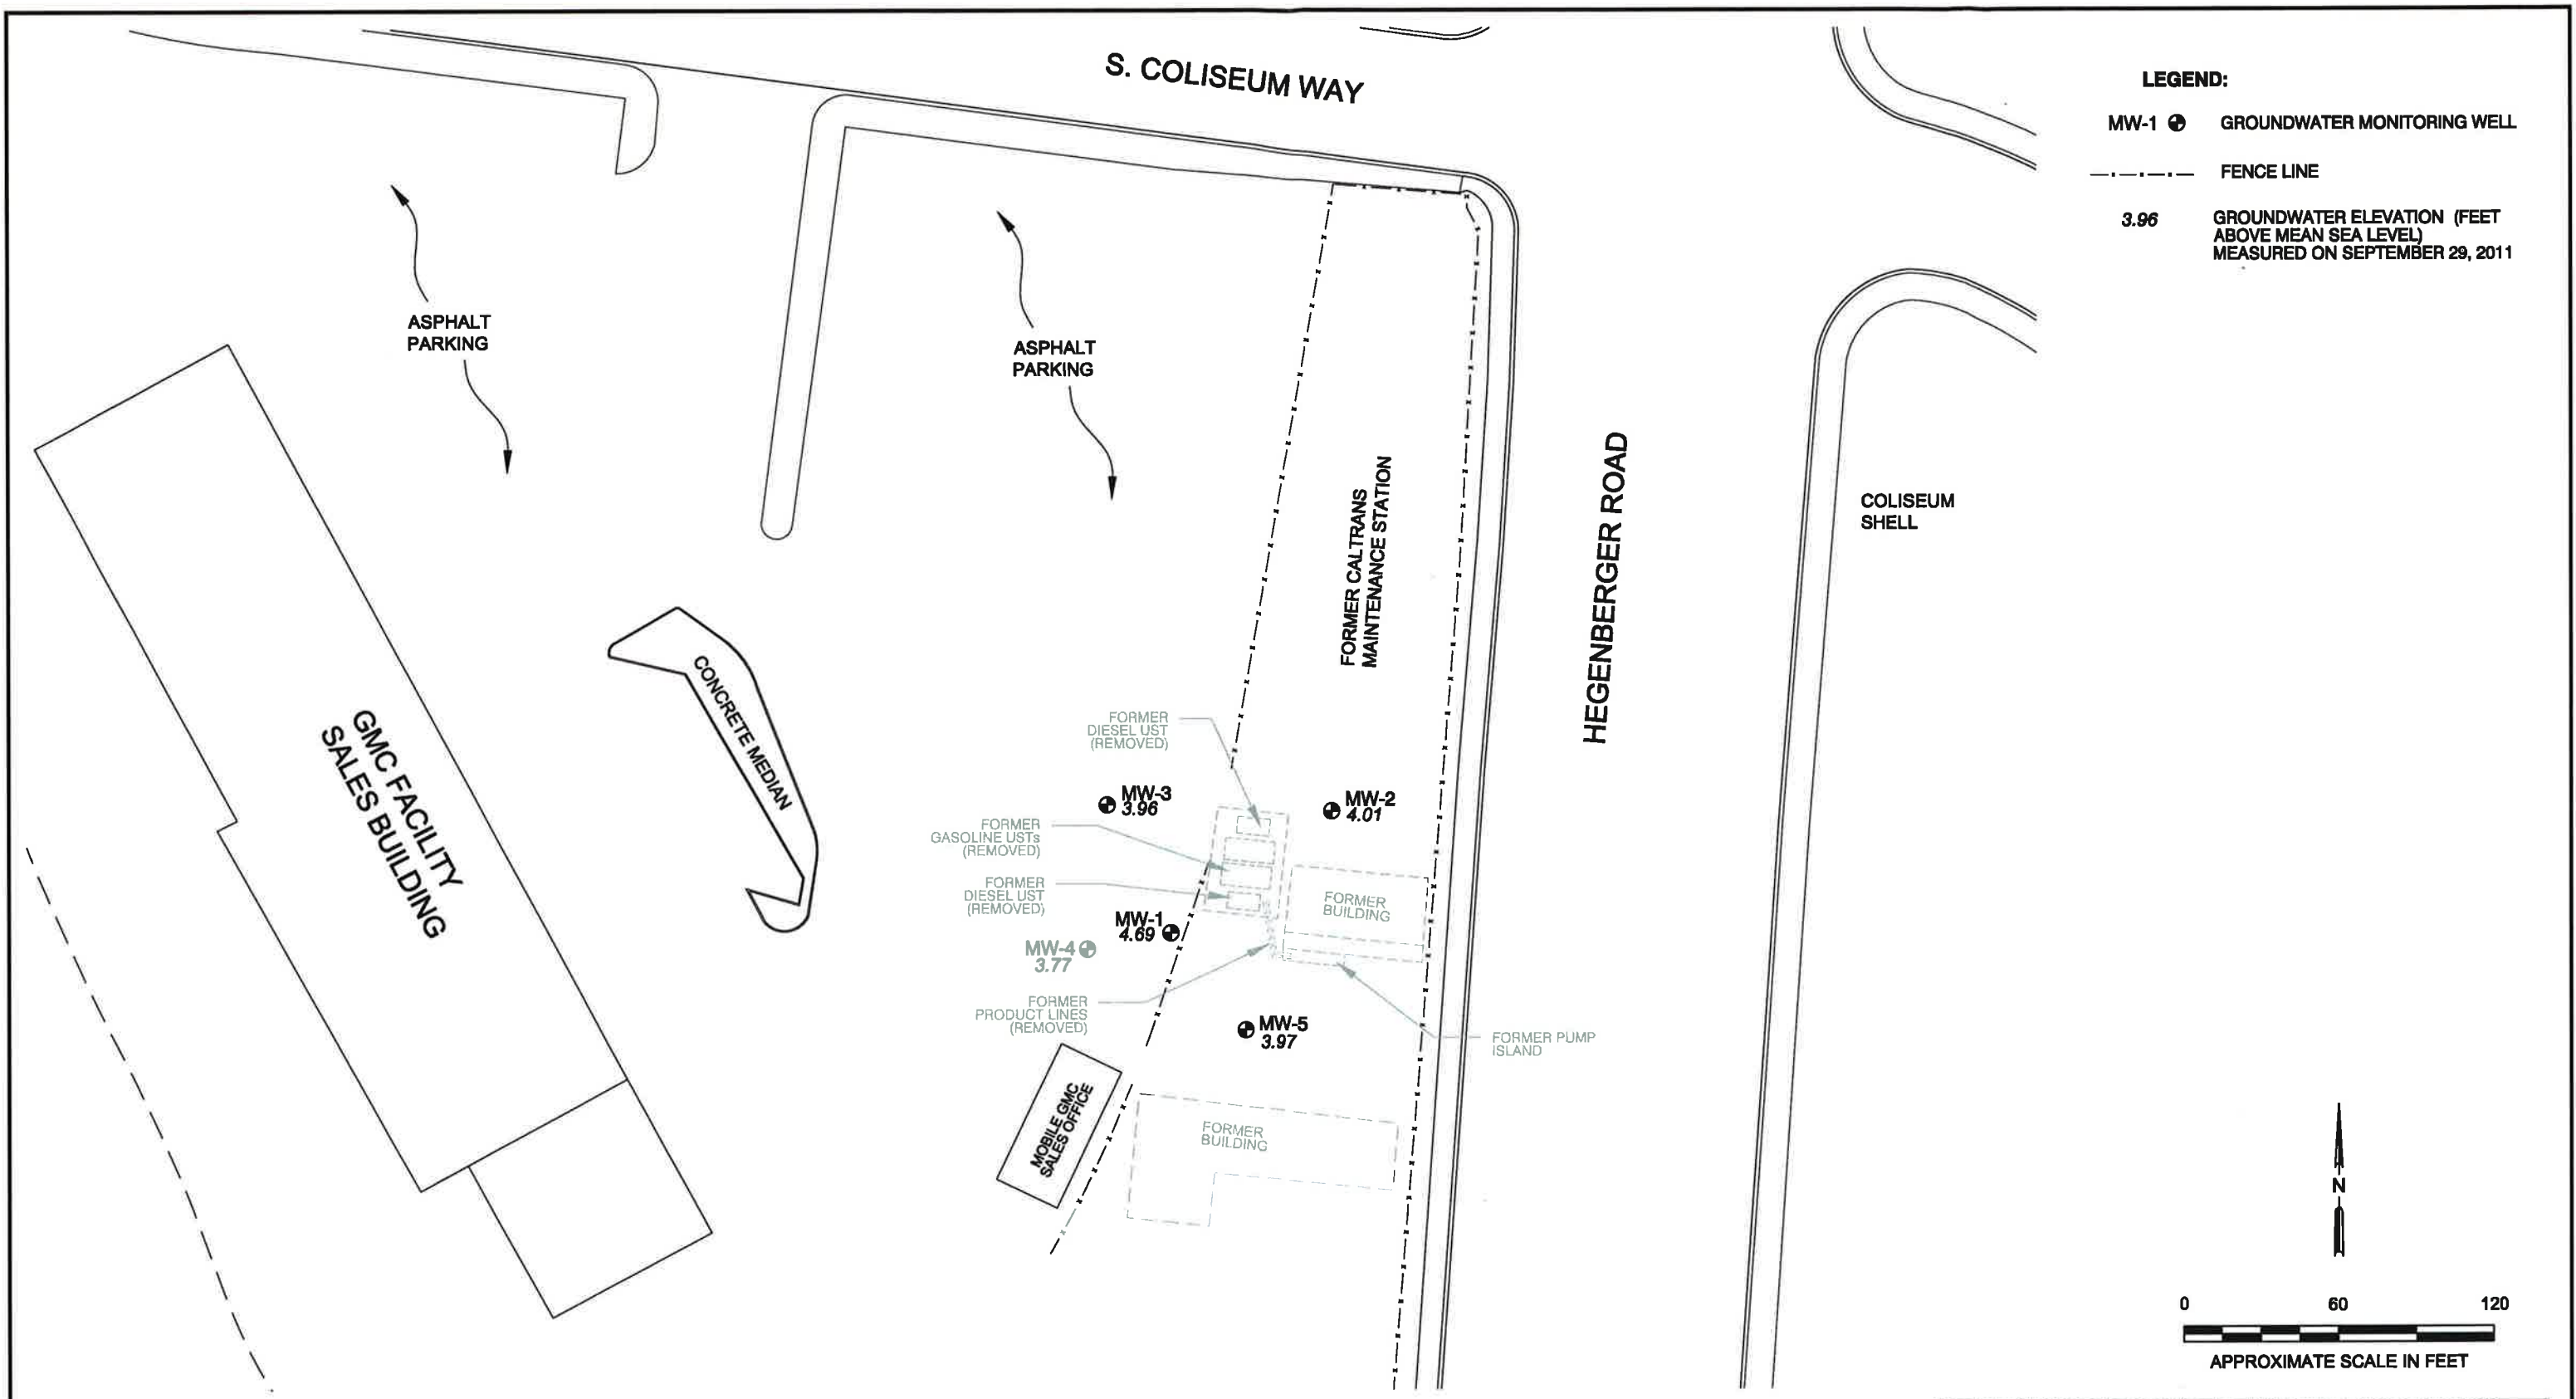 S. COLISEUM WAY
LEGEND:
MW-1 GROUNDWATER MONITORING WELL
FENCE LINE
3.96 GROUNDWATER ELEVATION (FEET
ABOVE MEAN SEA LEVEL)
MEASURED ON SEPTEMBER 29, 2011
ASPHALT
PARKING
ASPHALT
PARKING
FORMER CALTRANS
MAINTENANCE STATION
HEGENBERGER ROAD
COLISEUM
SHELL
GMC FACILITY
SALES BUILDING
CONCRETE MEDIAN
FORMER
DIESEL UST
(REMOVED)
MW-3
3.96
MW-2
4.01
FORMER
GASOLINE USTs
(REMOVED)
FORMER
DIESEL UST
(REMOVED)
FORMER
BUILDING
MW-1
4.69
MW-4
3.77
FORMER
PRODUCT LINES
(REMOVED)
MW-5
3.97
FORMER PUMP
ISLAND
MOBILE GMC
SALES OFFICE
FORMER
BUILDING
N
0 60 120
APPROXIMATE SCALE IN FEET